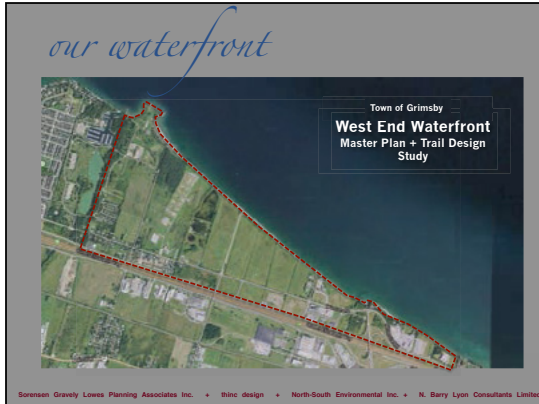 our waterfront
Town of Grimsby
West End Waterfront
Master Plan + Trail Design
Study
Sorensen Gravely Lowes Planning Associates Inc. + thinc design + North-South Environmental Inc. + N. Barry Lyon Consultants Limited